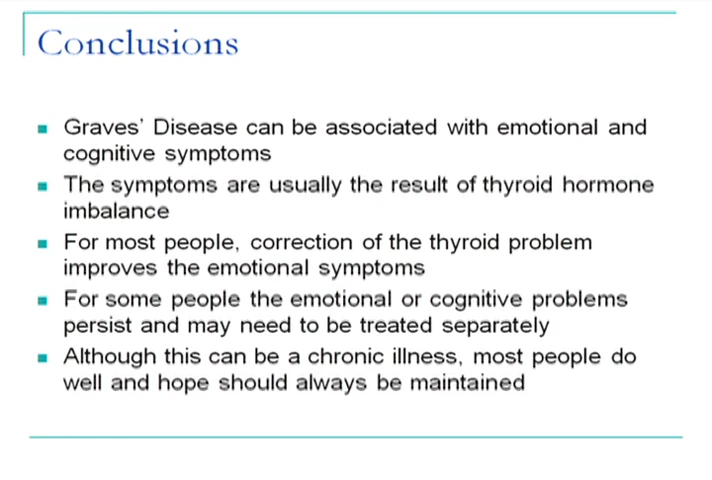 Conclusions
Graves' Disease can be associated with emotional and
cognitive symptoms
The symptoms are usually the result of thyroid hormone
imbalance
For most people, correction of the thyroid problem
improves the emotional symptoms
For some people the emotional or cognitive problems
persist and may need to be treated separately
Although this can be a chronic illness, most people do
well and hope should always be maintained